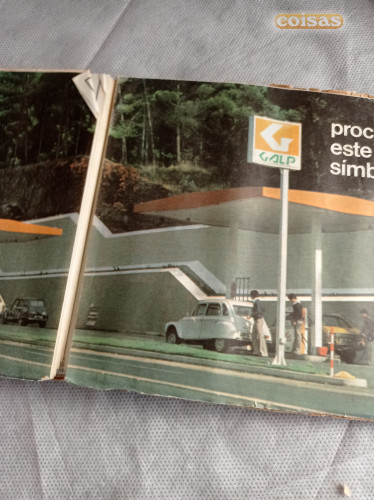 coisas
proc
este
símb
GALP